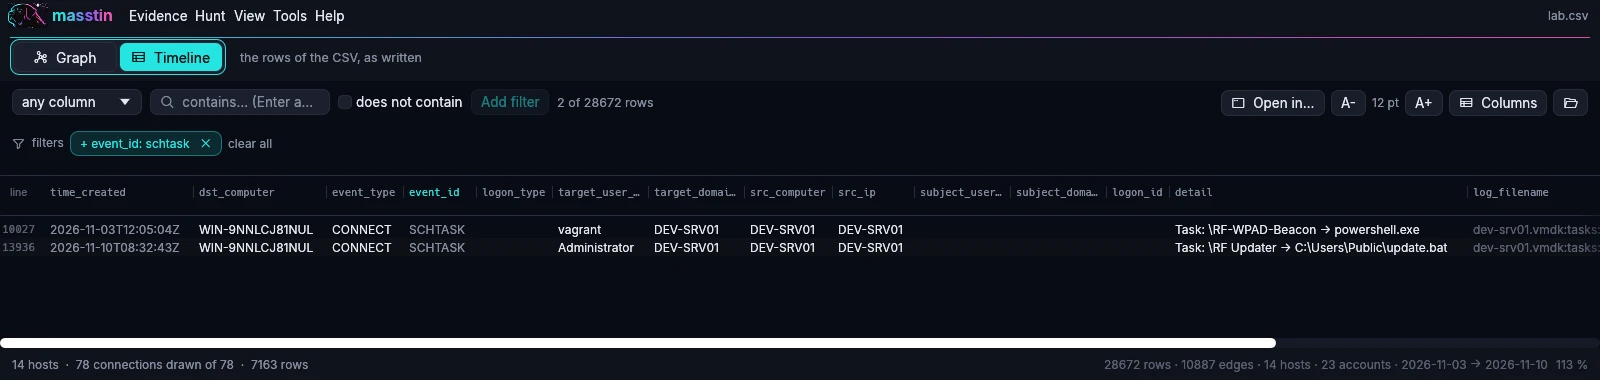 masstin Evidence Hunt View Tools Help lab.csv
Graph Timeline the rows of the CSV, as written
any column contains... (Enter a... does not contain Add filter 2 of 28672 rows Open in... A- 12 pt A+ Columns
filters + event_id: schtask × clear all
line time_created dst_computer event_type event_id logon_type target_user_… target_domai… src_computer src_ip subject_user… subject_doma… logon_id detail log_filename
10027 2026-11-03T12:05:04Z WIN-9NNLCJ81NUL CONNECT SCHTASK vagrant DEV-SRV01 DEV-SRV01 DEV-SRV01 Task: \RF-WPAD-Beacon → powershell.exe dev-srv01.vmdk:tasks:
13936 2026-11-10T08:32:43Z WIN-9NNLCJ81NUL CONNECT SCHTASK Administrator DEV-SRV01 DEV-SRV01 DEV-SRV01 Task: \RF Updater → C:\Users\Public\update.bat dev-srv01.vmdk:tasks:
14 hosts · 78 connections drawn of 78 · 7163 rows 28672 rows · 10887 edges · 14 hosts · 23 accounts · 2026-11-03 → 2026-11-10 113 %